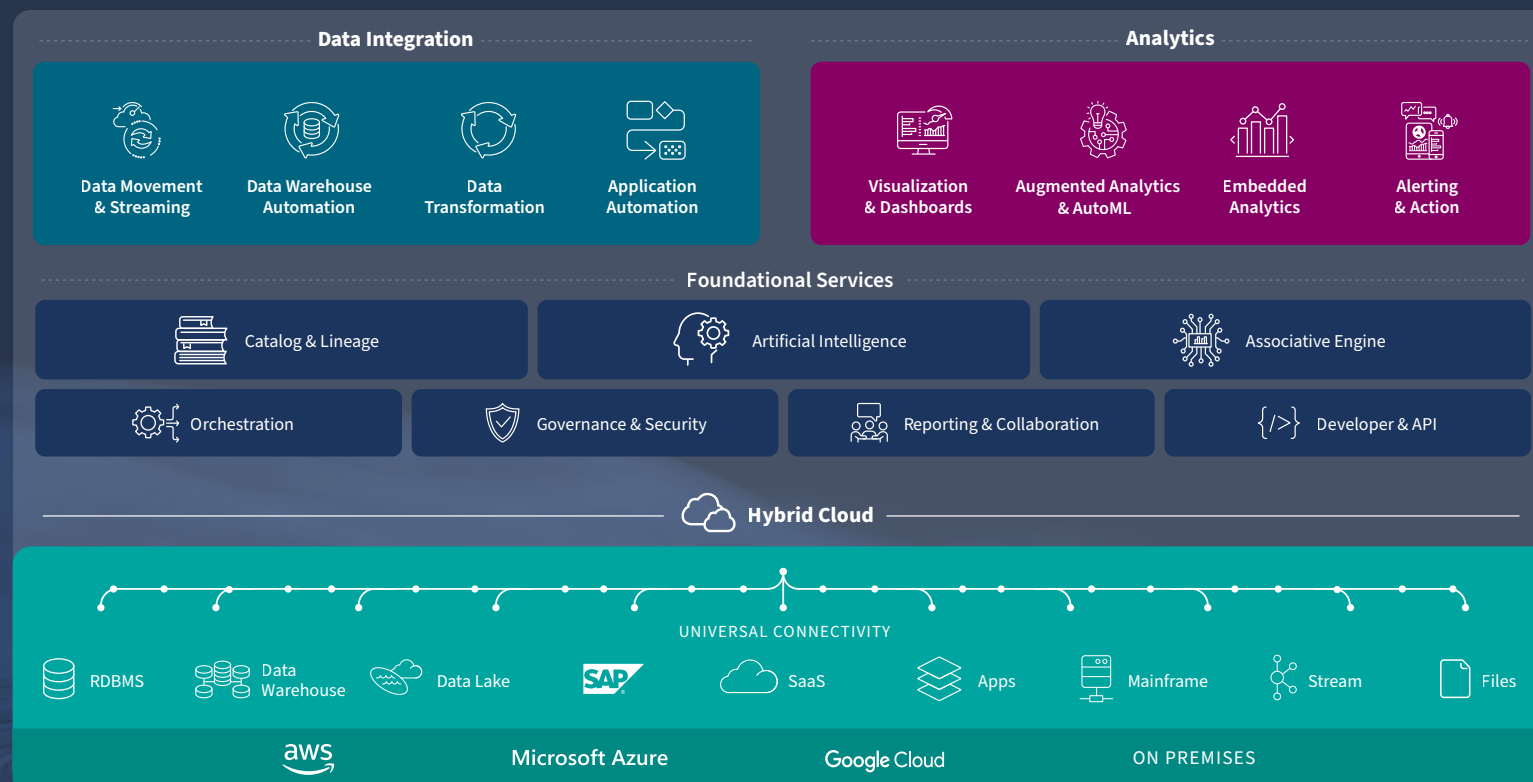 Data Integration
Analytics
Data Movement
& Streaming
Data Warehouse
Automation
Data
Transformation
Application
Automation
Visualization
& Dashboards
Augmented Analytics
& AutoML
Embedded
Analytics
Alerting
& Action
Foundational Services
Catalog & Lineage
Artificial Intelligence
Associative Engine
Orchestration
Governance & Security
Reporting & Collaboration
Developer & API
Hybrid Cloud
UNIVERSAL CONNECTIVITY
RDBMS
Data
Warehouse
Data Lake
SAP
SaaS
Apps
Mainframe
Stream
Files
aws
Microsoft Azure
Google Cloud
ON PREMISES